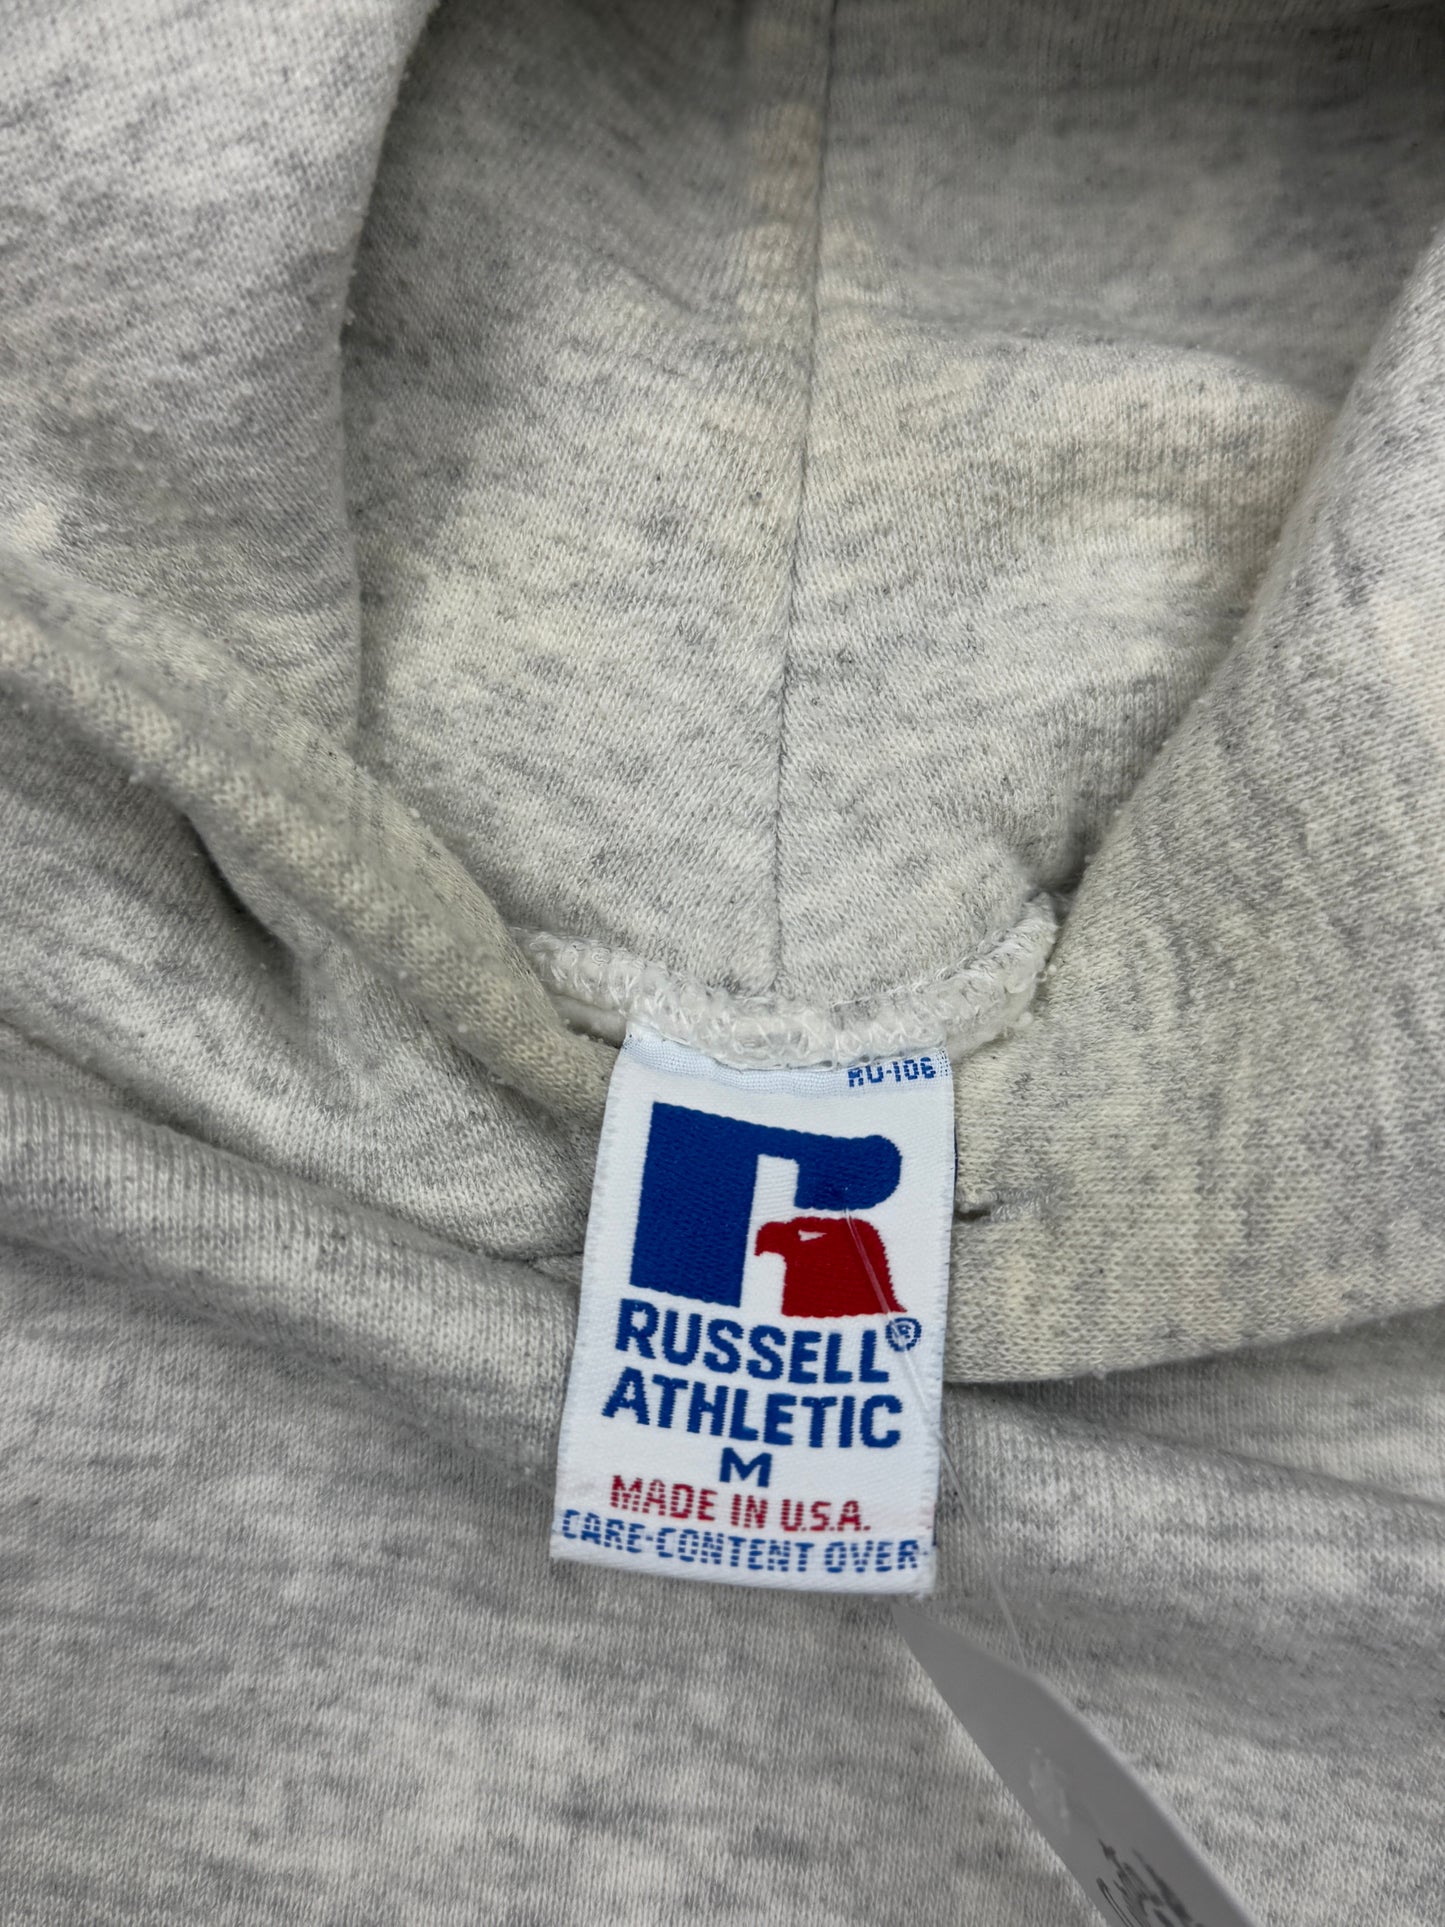 RU-106
RUSSELL®
ATHLETIC
M
MADE IN U.S.A.
CARE-CONTENT OVER-